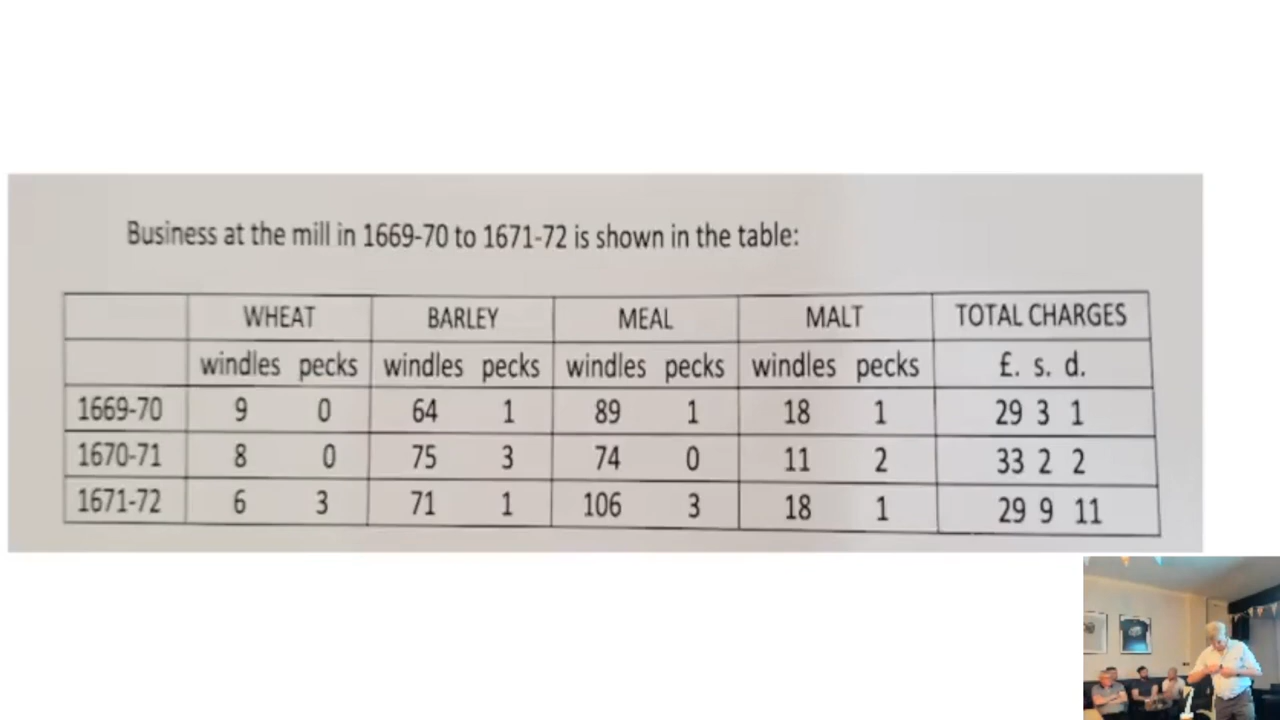 Business at the mill in 1669-70 to 1671-72 is shown in the table:
WHEAT BARLEY MEAL MALT TOTAL CHARGES
windles pecks windles pecks windles pecks windles pecks £. s. d.
1669-70 9 0 64 1 89 1 18 1 29 3 1
1670-71 8 0 75 3 74 0 11 2 33 2 2
1671-72 6 3 71 1 106 3 18 1 29 9 11